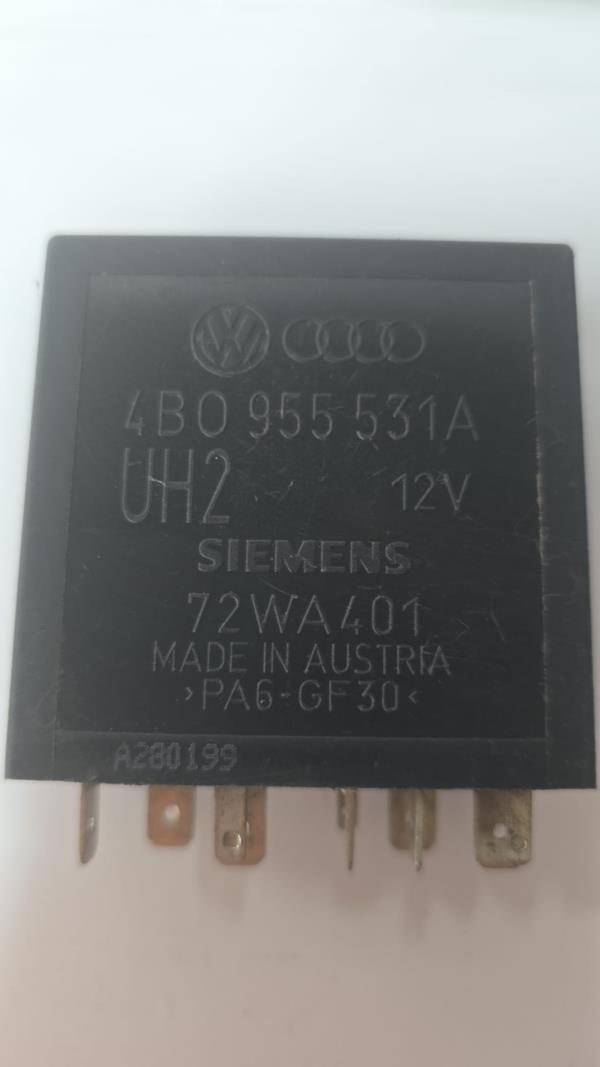 4B0 955 531A
UH2 12V
SIEMENS
72WA401
MADE IN AUSTRIA
>PA6-GF30<
A280199